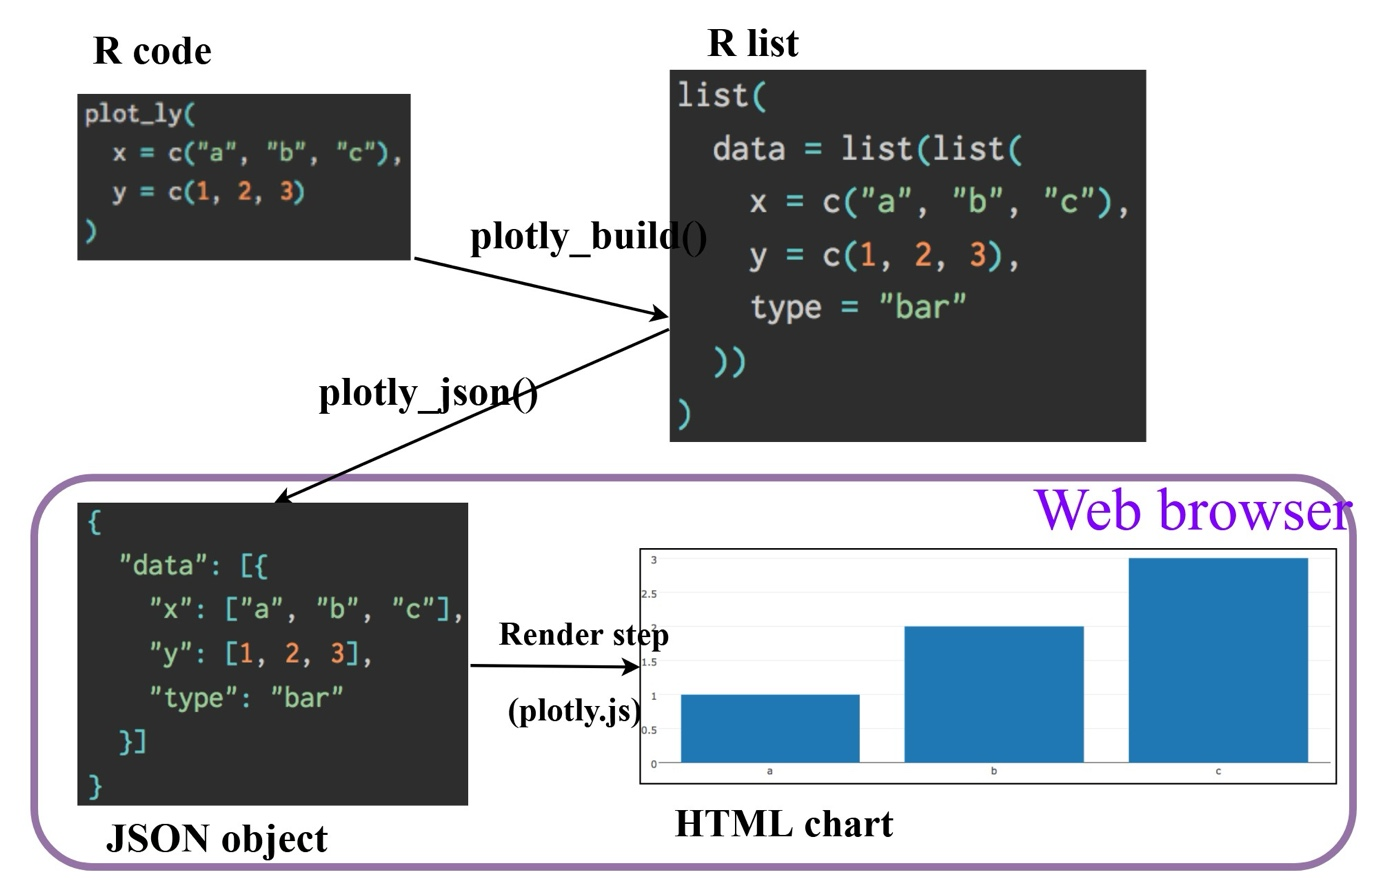 R code
plot_ly(
  x = c("a", "b", "c"),
  y = c(1, 2, 3)
)
plotly_build()
R list
list(
  data = list(list(
    x = c("a", "b", "c"),
    y = c(1, 2, 3),
    type = "bar"
  ))
)
plotly_json()
Web browser
{
  "data": [{
    "x": ["a", "b", "c"],
    "y": [1, 2, 3],
    "type": "bar"
  }]
}
JSON object
Render step
(plotly.js)
3
2.5
2
1.5
1
0.5
0
a b c
HTML chart